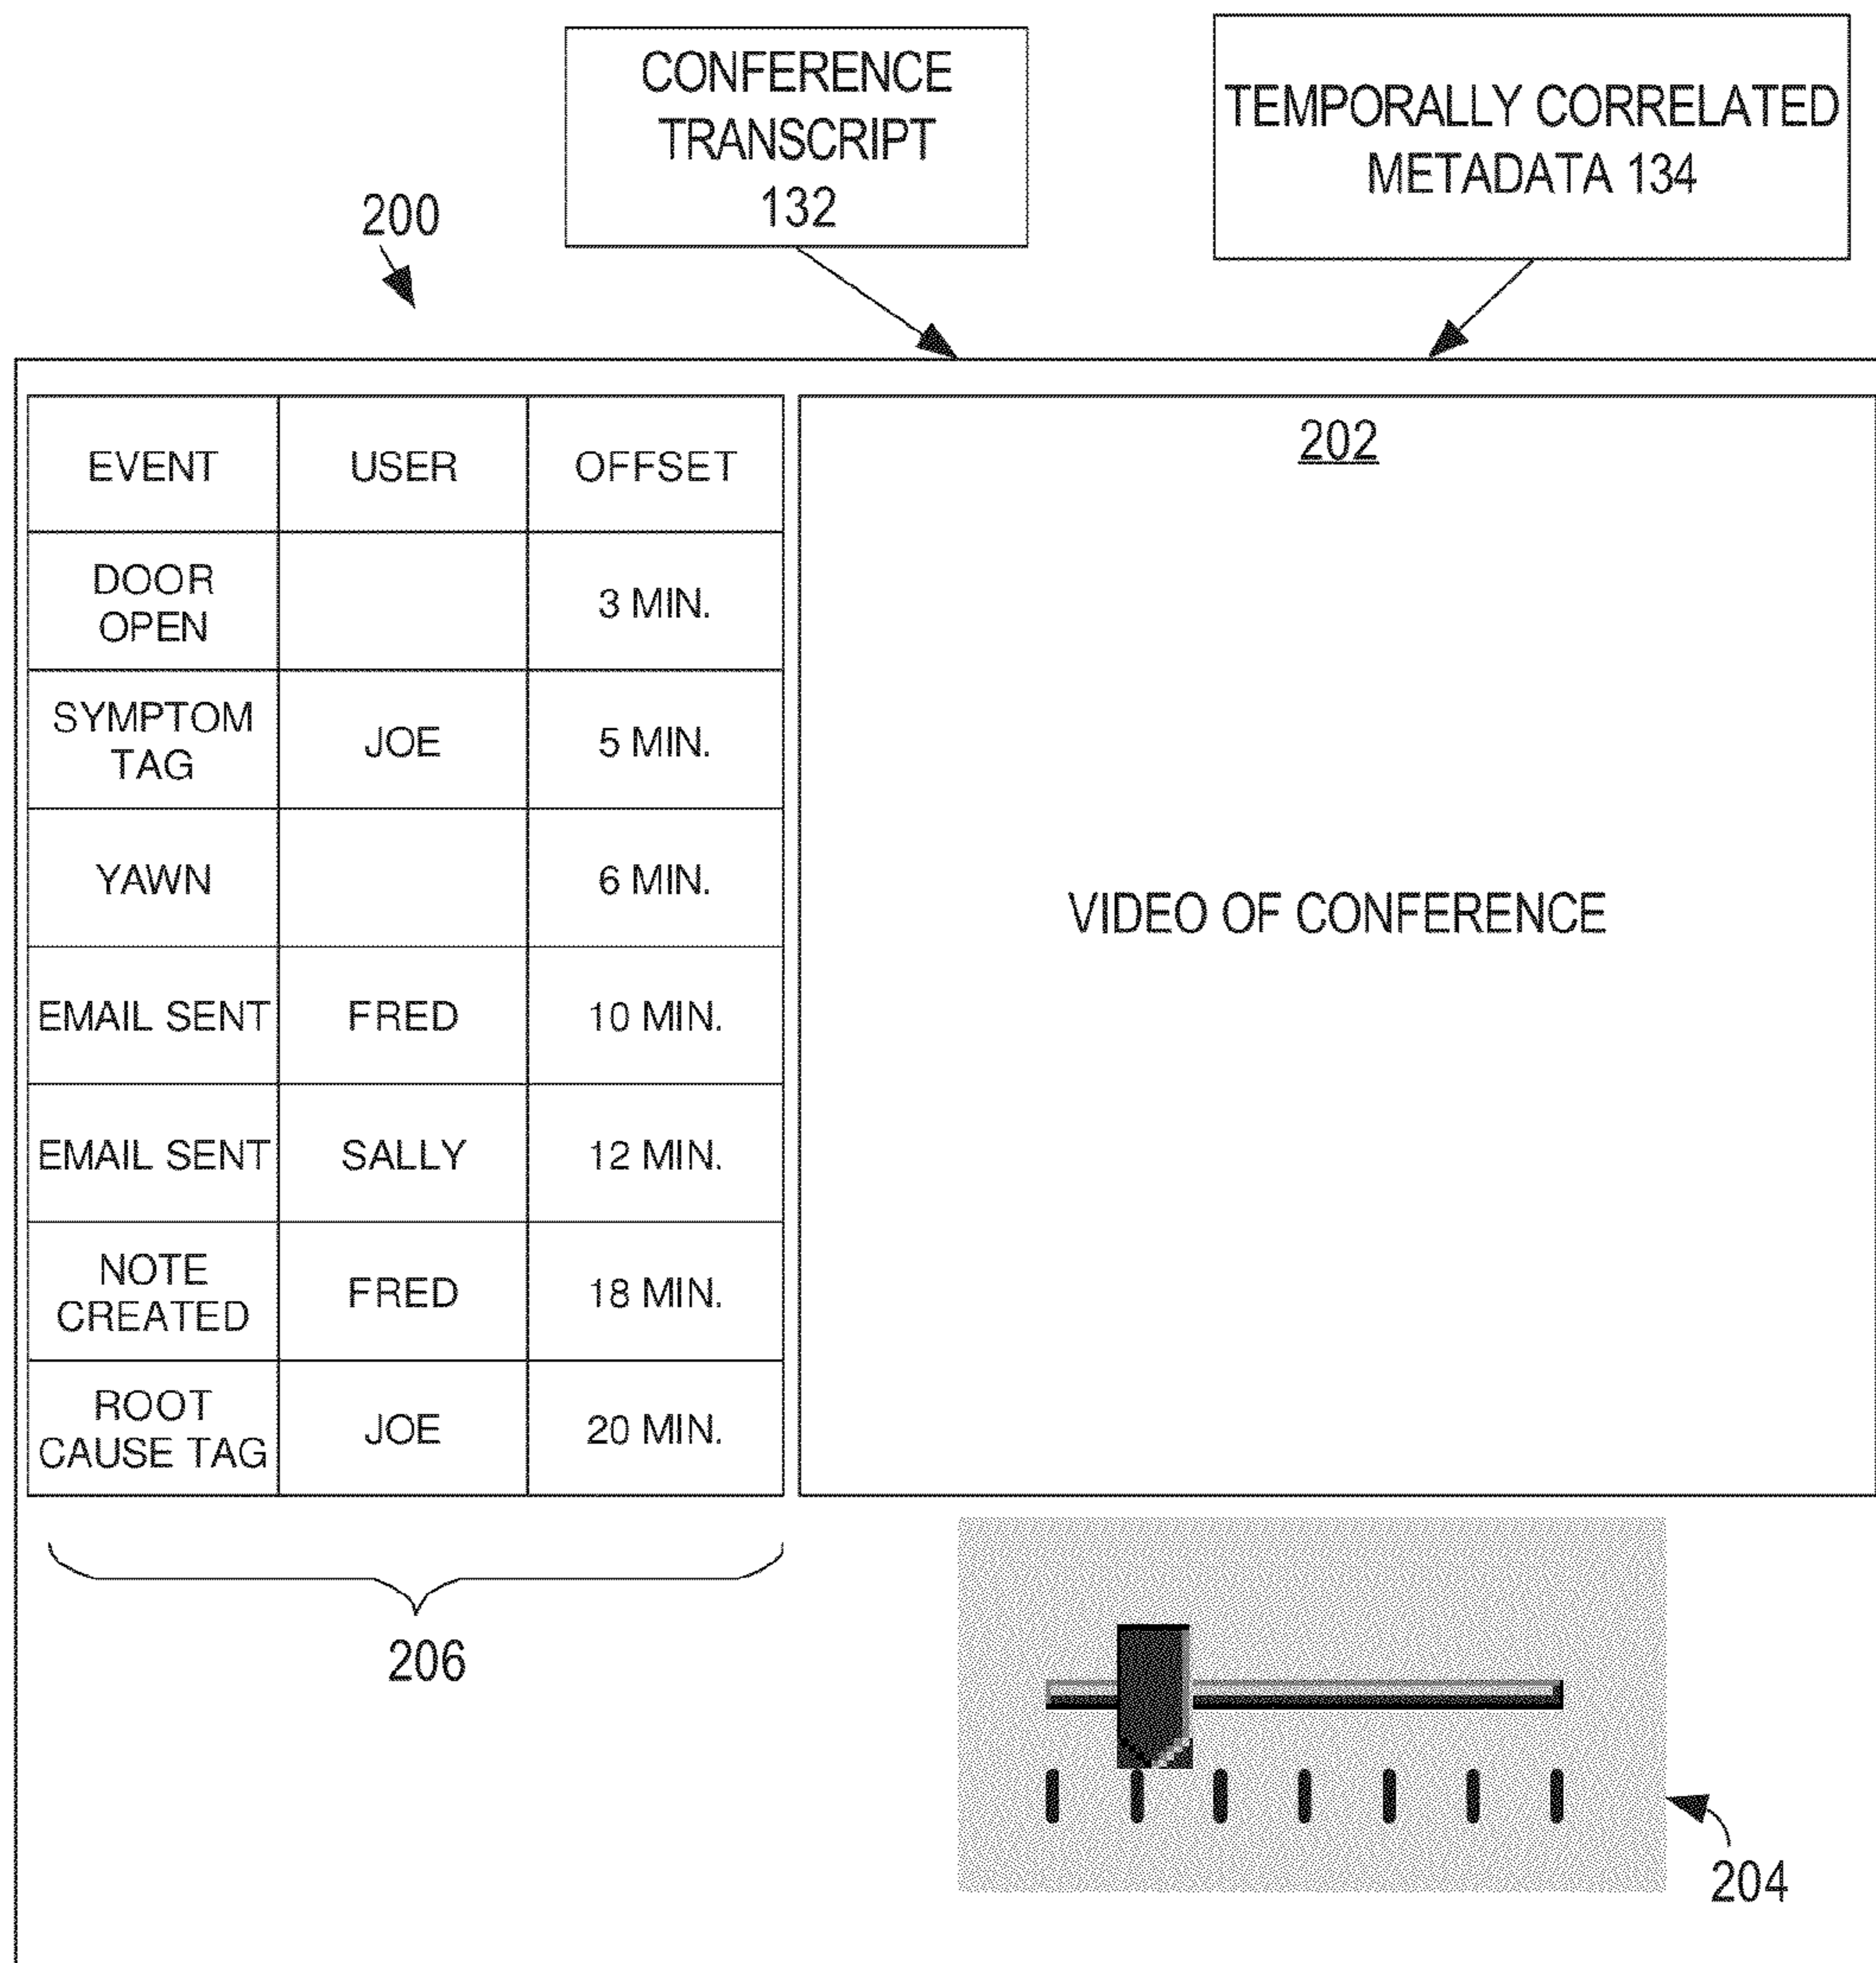 CONFERENCE
TRANSCRIPT
132
TEMPORALLY CORRELATED
METADATA 134
200
EVENT USER OFFSET
DOOR
OPEN
3 MIN.
SYMPTOM
TAG
JOE
5 MIN.
YAWN
6 MIN.
EMAIL SENT FRED 10 MIN.
EMAIL SENT SALLY 12 MIN.
NOTE
CREATED
FRED
18 MIN.
ROOT
CAUSE TAG
JOE
20 MIN.
202
VIDEO OF CONFERENCE
206
204